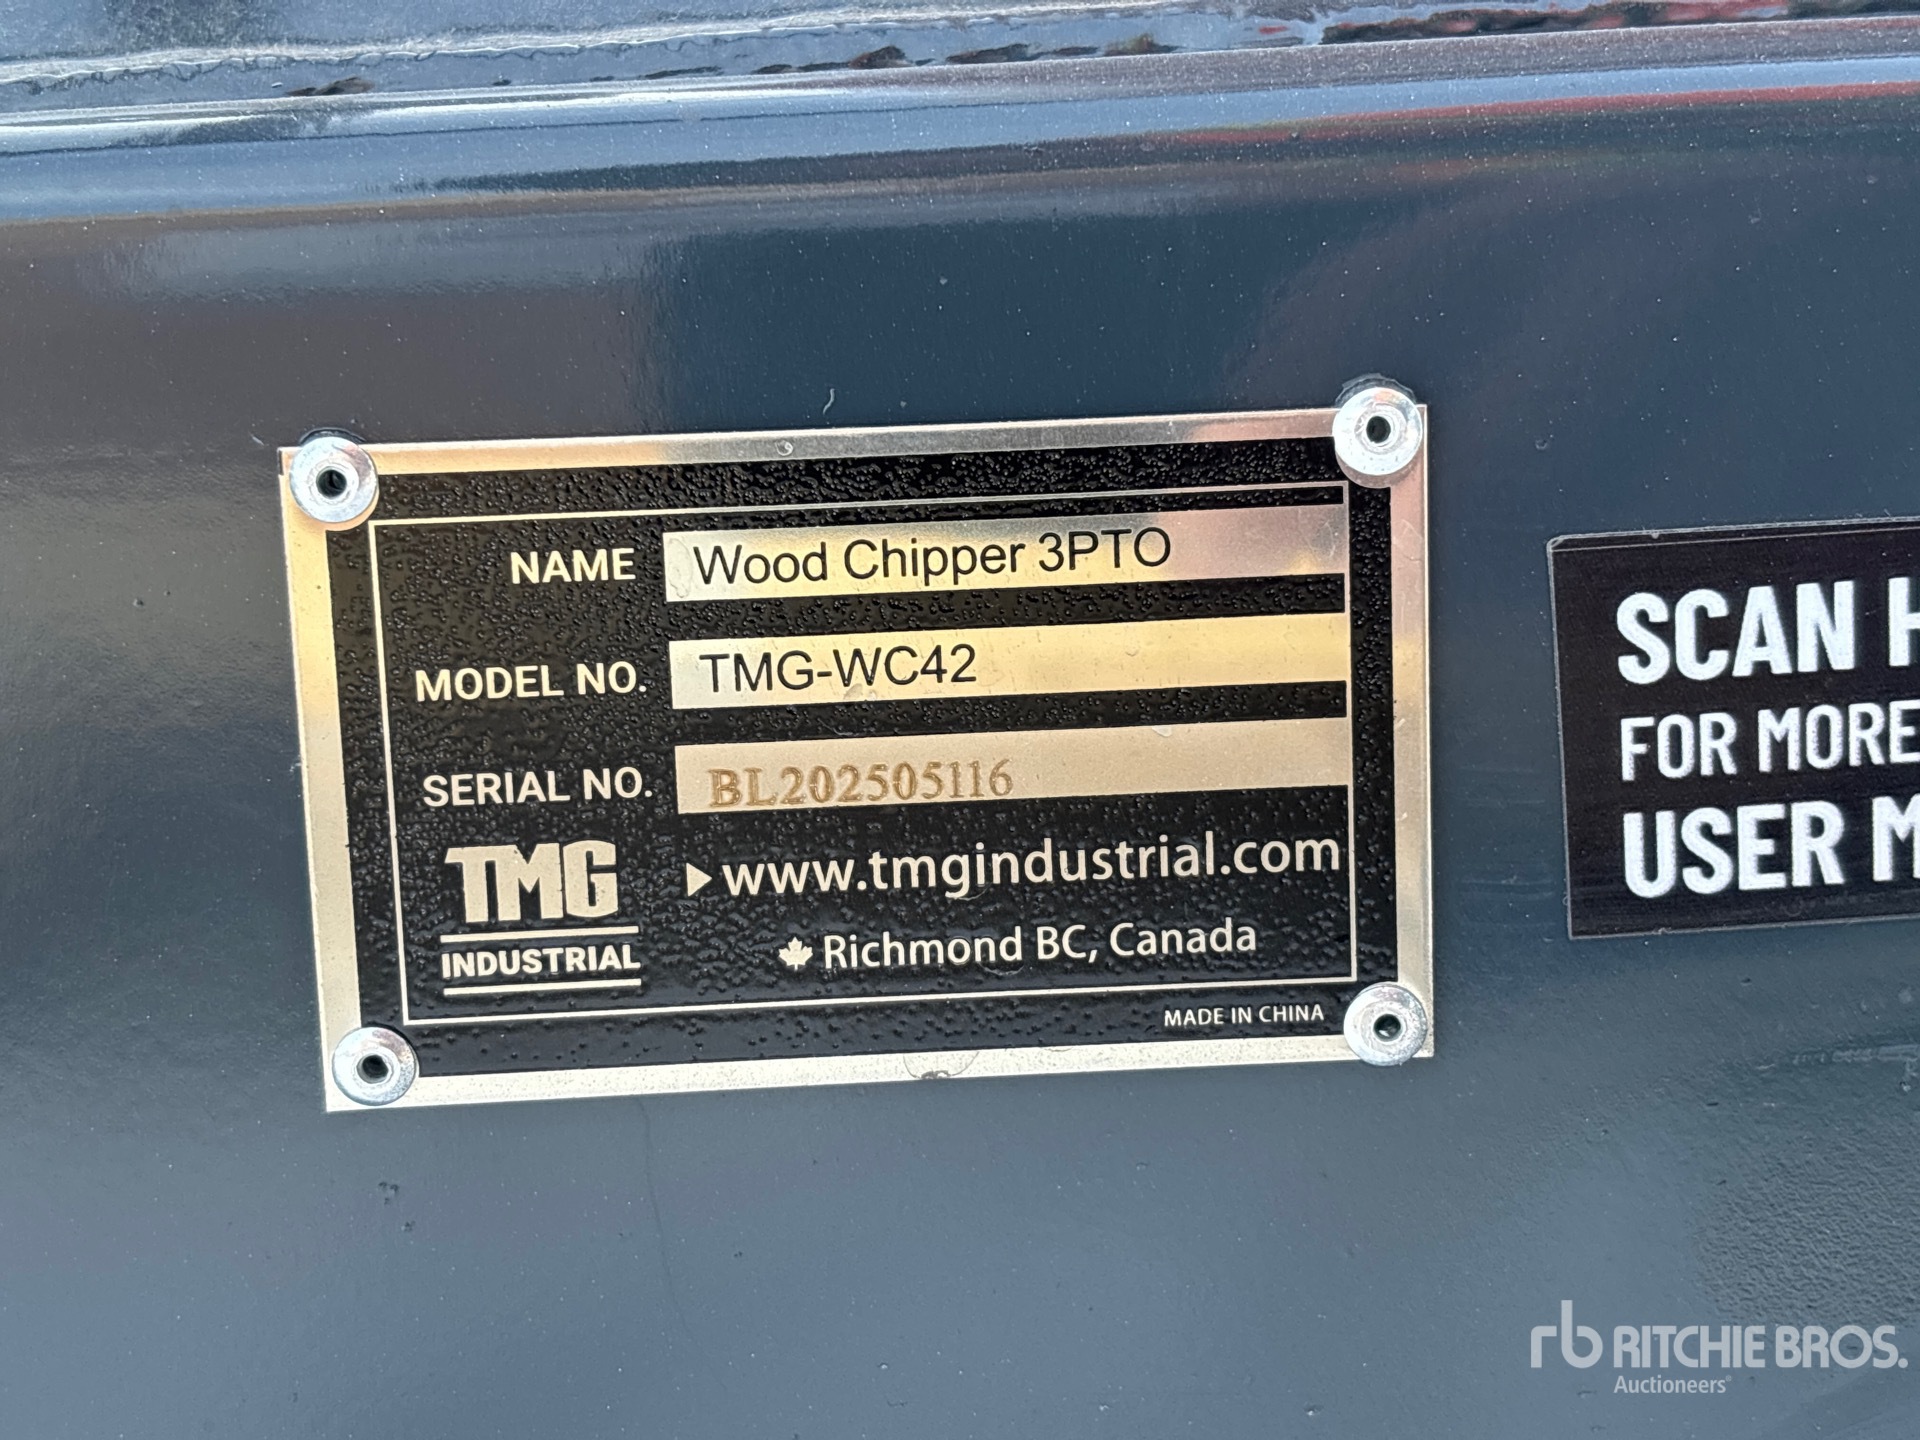 NAME Wood Chipper 3PTO
MODEL NO. TMG-WC42
SERIAL NO. BL202505116
TMG
INDUSTRIAL
www.tmgindustrial.com
Richmond BC, Canada
MADE IN CHINA
SCAN
FOR MORE
USER
rb RITCHIE BROS.
Auctioneers